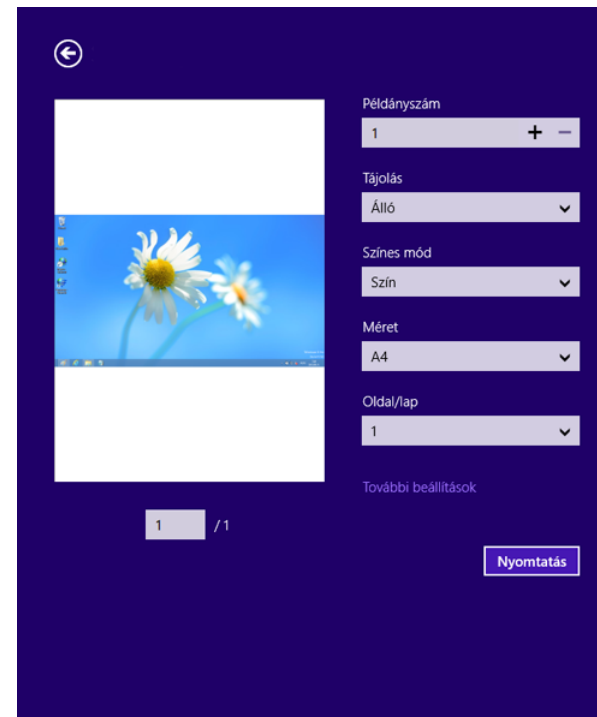 Példányszám
1
Tájolás
Álló
Színes mód
Szín
Méret
A4
Oldal/lap
1
További beállítások
1 / 1
Nyomtatás